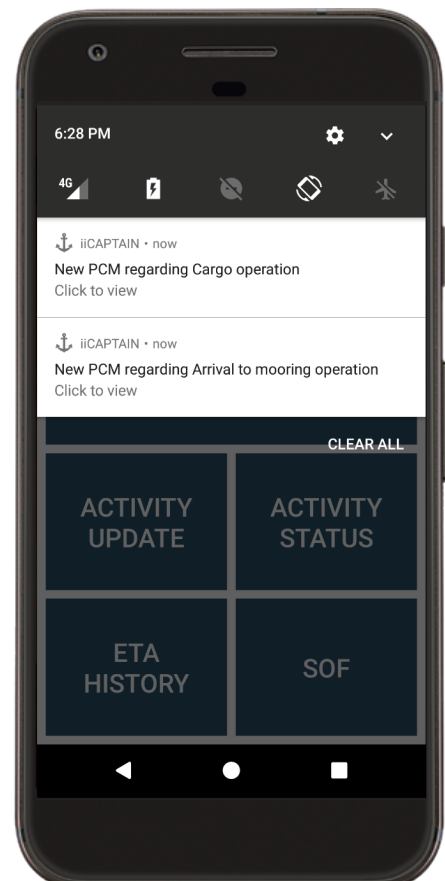 6:28 PM
4G
iiCAPTAIN • now
New PCM regarding Cargo operation
Click to view
iiCAPTAIN • now
New PCM regarding Arrival to mooring operation
Click to view
CLEAR ALL
ACTIVITY
UPDATE
ACTIVITY
STATUS
ETA
HISTORY
SOF